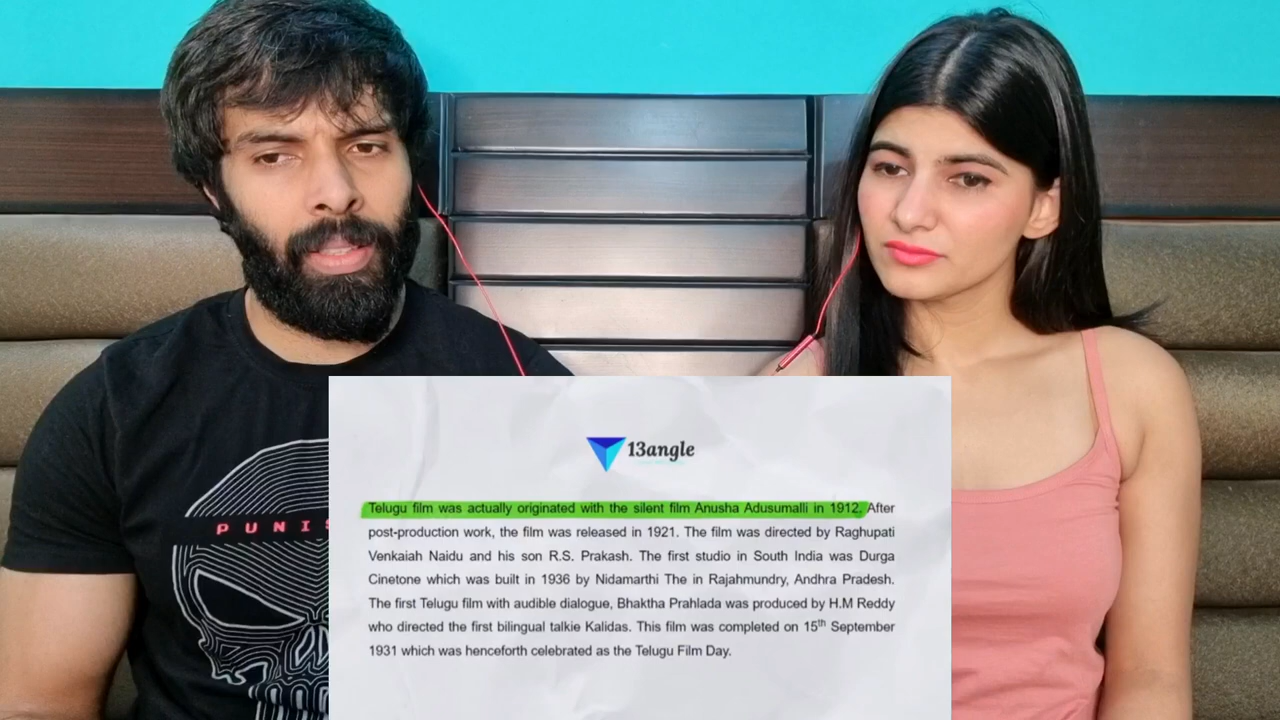 13angle
Telugu film was actually originated with the silent film Anusha Adusumalli in 1912. After
post-production work, the film was released in 1921. The film was directed by Raghupati
Venkaiah Naidu and his son R.S. Prakash. The first studio in South India was Durga
Cinetone which was built in 1936 by Nidamarthi The in Rajahmundry, Andhra Pradesh.
The first Telugu film with audible dialogue, Bhaktha Prahlada was produced by H.M Reddy
who directed the first bilingual talkie Kalidas. This film was completed on 15th September
1931 which was henceforth celebrated as the Telugu Film Day.
PUNIS